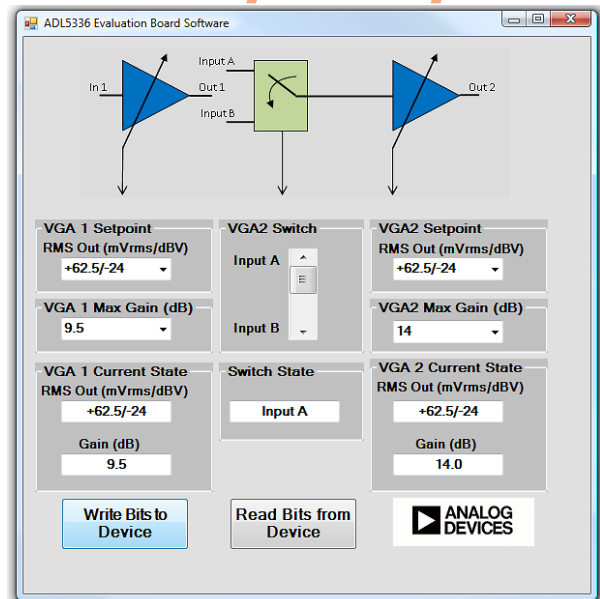 ADL5336 Evaluation Board Software
In 1
Out 1
Input A
Input B
Out 2
VGA 1 Setpoint
RMS Out (mVrms/dBV)
+62.5/-24
VGA2 Switch
Input A
Input B
VGA2 Setpoint
RMS Out (mVrms/dBV)
+62.5/-24
VGA 1 Max Gain (dB)
9.5
VGA2 Max Gain (dB)
14
VGA 1 Current State
RMS Out (mVrms/dBV)
+62.5/-24
Gain (dB)
9.5
Switch State
Input A
VGA 2 Current State
RMS Out (mVrms/dBV)
+62.5/-24
Gain (dB)
14.0
Write Bits to
Device
Read Bits from
Device
ANALOG
DEVICES